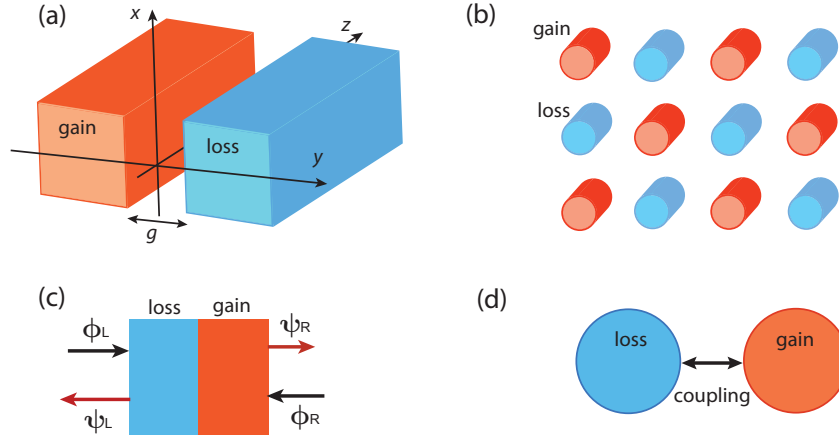 (a)
x
z
gain
loss
y
g
(b)
gain
loss
(c)
loss gain
ϕL
ψR
ψL
ϕR
(d)
loss
gain
coupling